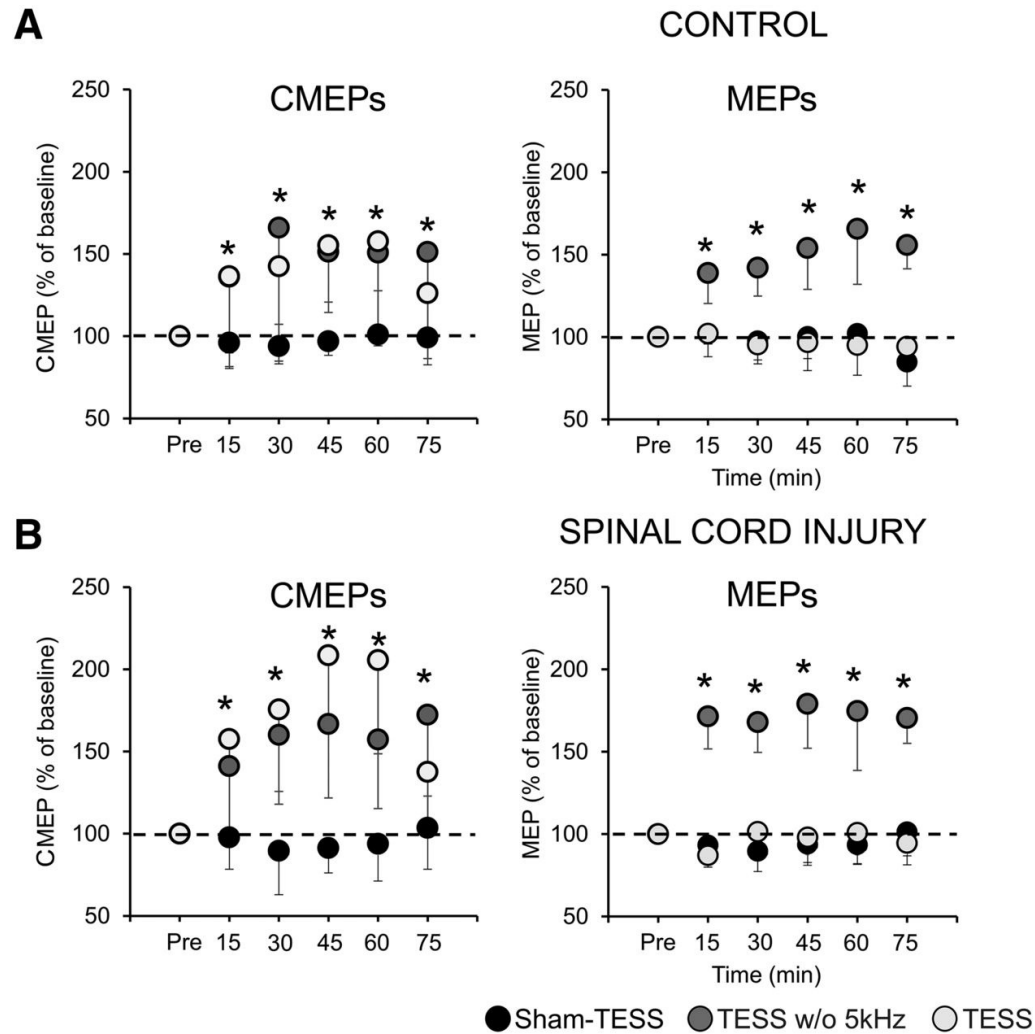 A
CONTROL
CMEPs
CMEP (% of baseline)
250
200
150
100
50
* * * * *
Pre 15 30 45 60 75
MEPs
MEP (% of baseline)
250
200
150
100
50
* * * * *
Pre 15 30 45 60 75
Time (min)
B
SPINAL CORD INJURY
CMEPs
CMEP (% of baseline)
250
200
150
100
50
* * * * *
Pre 15 30 45 60 75
MEPs
MEP (% of baseline)
250
200
150
100
50
* * * * *
Pre 15 30 45 60 75
Time (min)
Sham-TESS TESS w/o 5kHz TESS